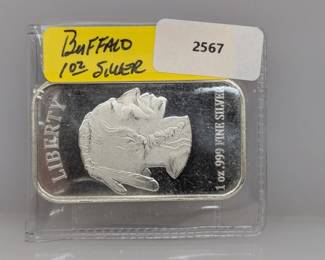 BUFFALO
1oz SILVER
2567
LIBERTY
1 oz .999 FINE SILVER